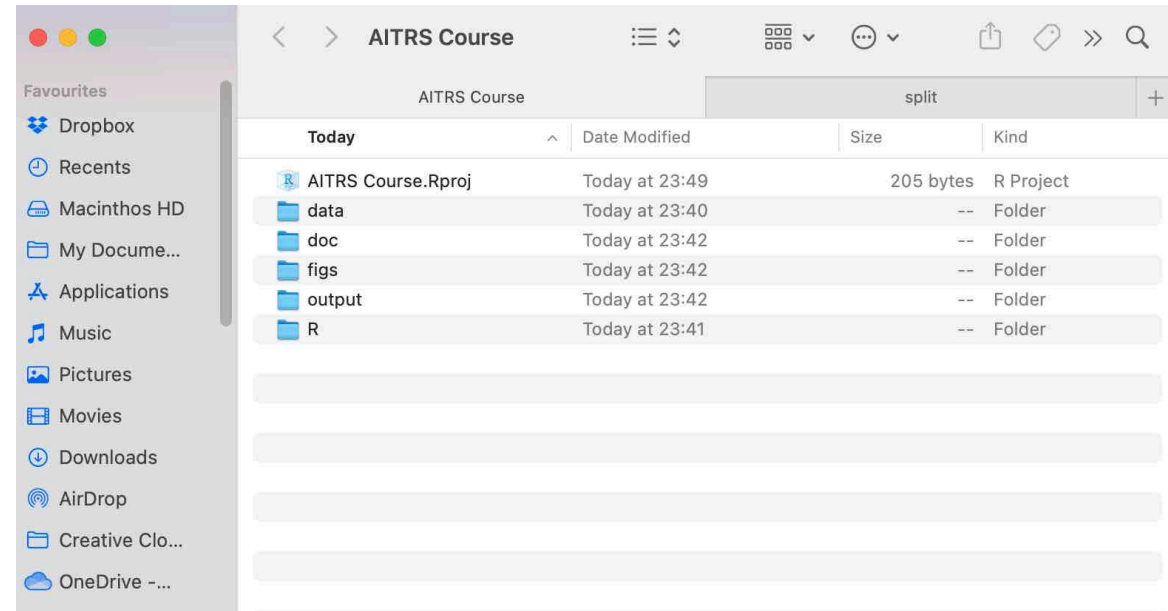 AITRS Course
Favourites
Dropbox
Recents
Macinthos HD
My Docume...
Applications
Music
Pictures
Movies
Downloads
AirDrop
Creative Clo...
OneDrive -...
AITRS Course split
Today Date Modified Size Kind
AITRS Course.Rproj Today at 23:49 205 bytes R Project
data Today at 23:40 -- Folder
doc Today at 23:42 -- Folder
figs Today at 23:42 -- Folder
output Today at 23:42 -- Folder
R Today at 23:41 -- Folder